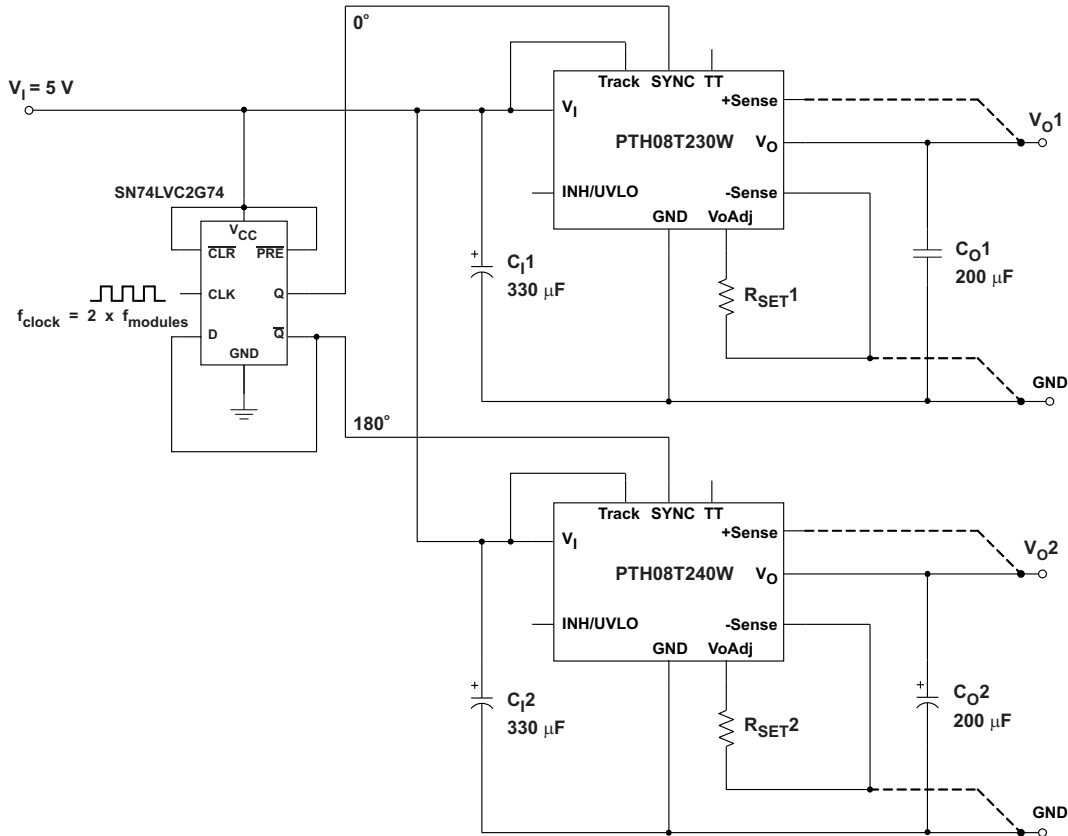 0°
V_I = 5 V
Track SYNC TT
V_I
+Sense
PTH08T230W
V_O
INH/UVLO
-Sense
GND VoAdj
V_O1
SN74LVC2G74
V_CC
CLR PRE
CLK Q
D Q
GND
f_clock = 2 x f_modules
+
C_I1
330 μF
R_SET1
C_O1
200 μF
GND
180°
Track SYNC TT
V_I
+Sense
PTH08T240W
V_O
INH/UVLO
-Sense
GND VoAdj
V_O2
+
C_I2
330 μF
R_SET2
+
C_O2
200 μF
GND